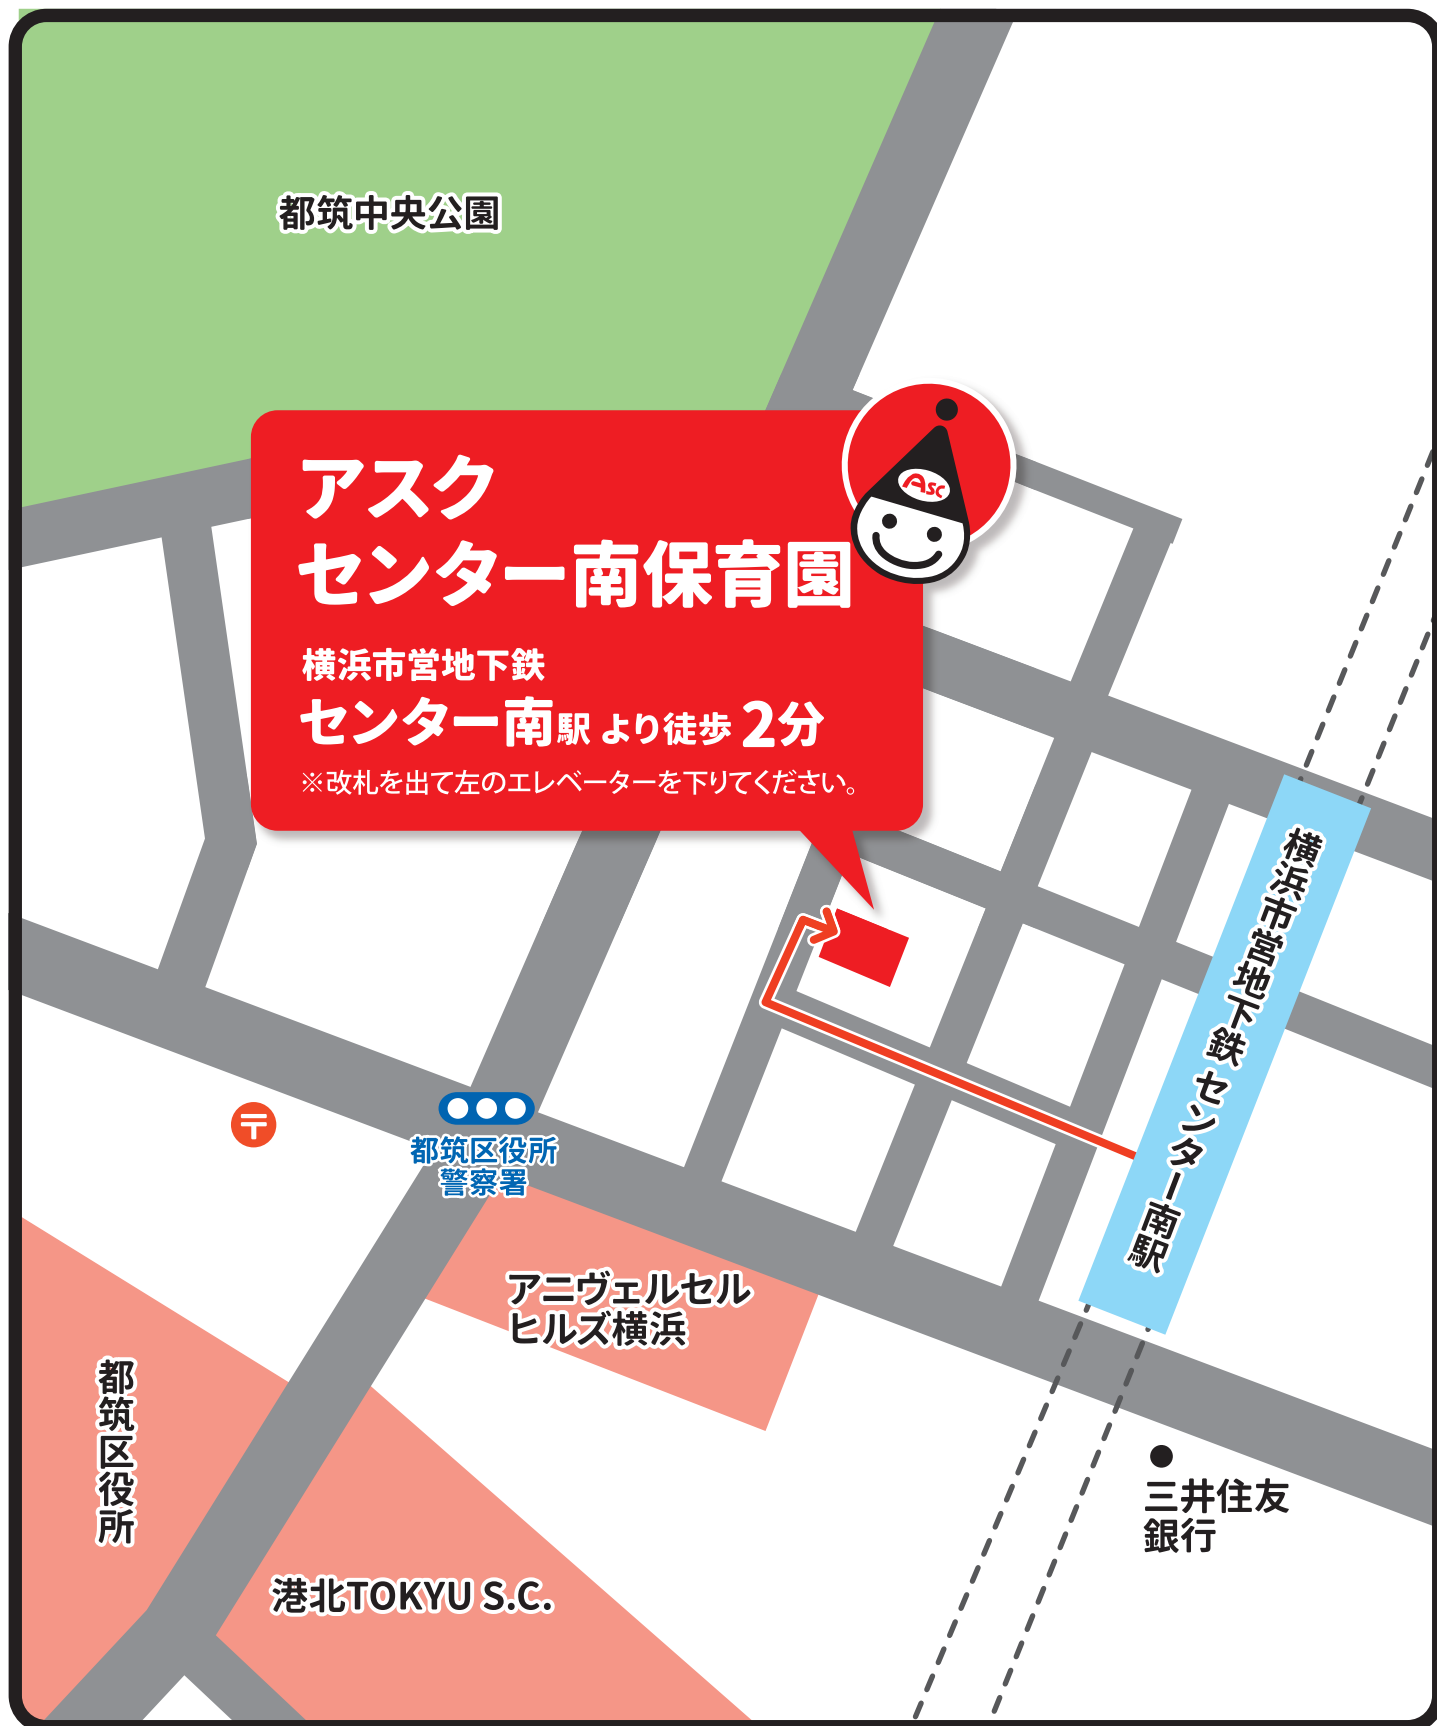 都筑中央公園
ASC
アスク
センター南保育園
横浜市営地下鉄
センター南駅 より徒歩 2分
※改札を出て左のエレベーターを下りてください。
横浜市営地下鉄 センター南駅
〒
都筑区役所
警察署
アニヴェルセル
ヒルズ横浜
都筑区役所
三井住友
銀行
港北TOKYU S.C.